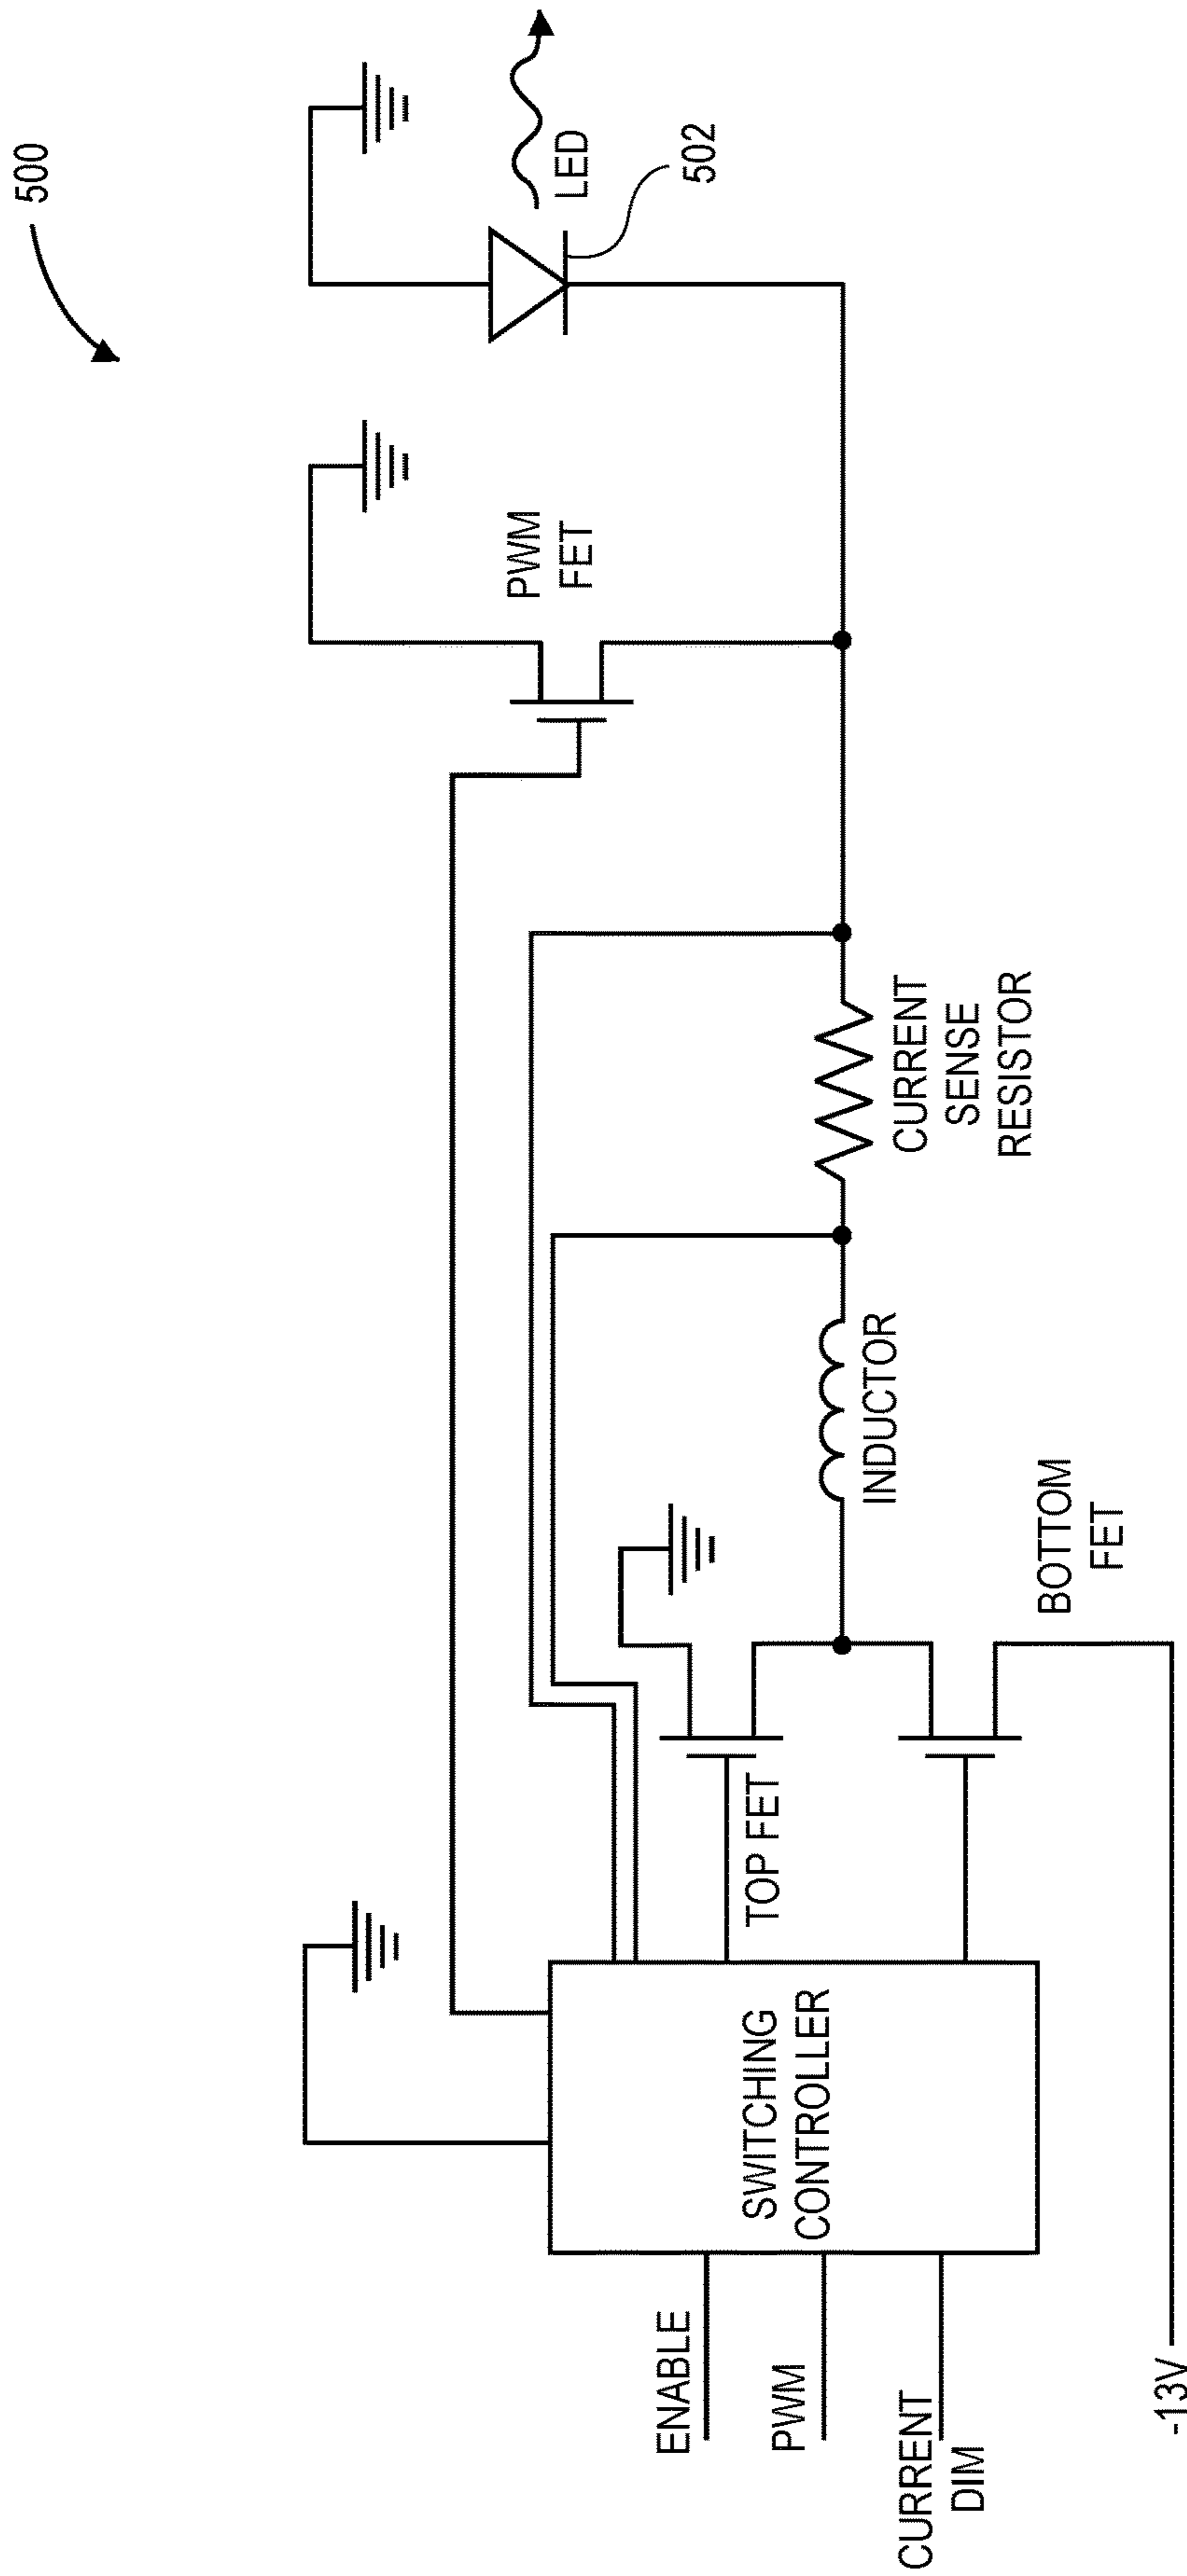 500
LED
502
PWM
FET
CURRENT
SENSE
RESISTOR
INDUCTOR
BOTTOM
FET
TOP FET
SWITCHING
CONTROLLER
ENABLE
PWM
CURRENT
DIM
-13V